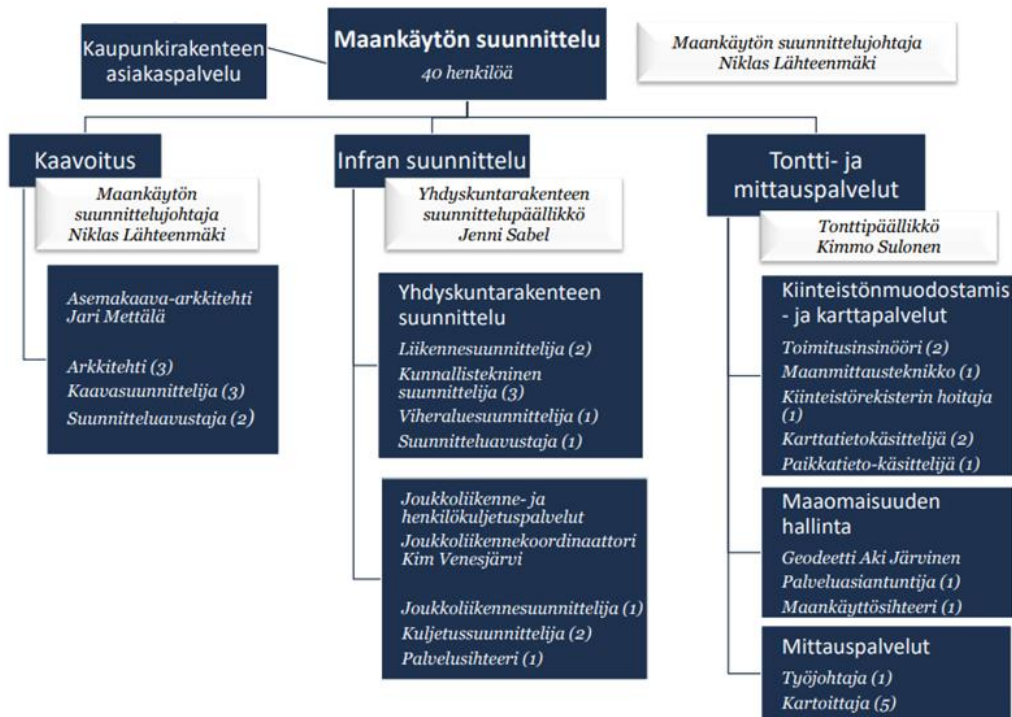 Kaupunkirakenteen
asiakaspalvelu
Maankäytön suunnittelu
40 henkilöä
Maankäytön suunnittelujohtaja
Niklas Lähteenmäki
Kaavoitus
Maankäytön
suunnittelujohtaja
Niklas Lähteenmäki
Asemakaava-arkkitehti
Jari Mettälä
Arkkitehti (3)
Kaavasuunnittelija (3)
Suunnitteluavustaja (2)
Infran suunnittelu
Yhdyskuntarakenteen
suunnittelupäällikkö
Jenni Sabel
Yhdyskuntarakenteen
suunnittelu
Liikennesuunnittelija (2)
Kunnallistekninen
suunnittelija (3)
Viheraluesuunnittelija (1)
Suunnitteluavustaja (1)
Joukkoliikenne- ja
henkilökuljetuspalvelut
Joukkoliikennekoordinaattori
Kim Venesjärvi
Joukkoliikennesuunnittelija (1)
Kuljetussuunnittelija (2)
Palvelusihteeri (1)
Tontti- ja
mittauspalvelut
Tonttipäällikkö
Kimmo Sulonen
Kiinteistönmuodostamis
- ja karttapalvelut
Toimitusinsinööri (2)
Maanmittausteknikko (1)
Kiinteistörekisterin hoitaja
(1)
Karttatietokäsittelijä (2)
Paikkatieto-käsittelijä (1)
Maaomaisuuden
hallinta
Geodeetti Aki Järvinen
Palveluasiantuntija (1)
Maankäyttösihteeri (1)
Mittauspalvelut
Työjohtaja (1)
Kartoittaja (5)